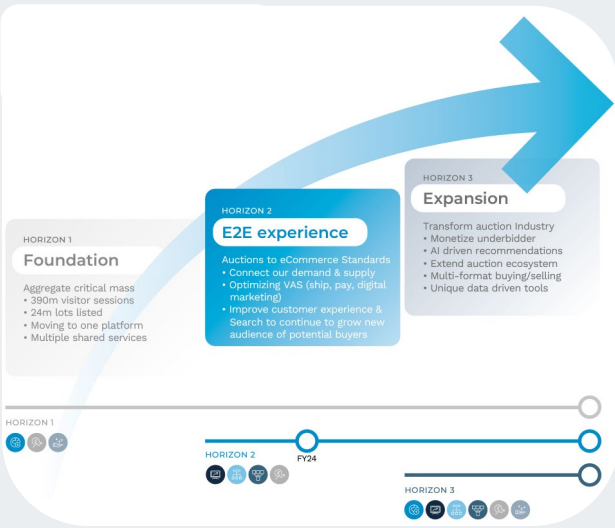 HORIZON 1
Foundation
Aggregate critical mass
• 390m visitor sessions
• 24m lots listed
• Moving to one platform
• Multiple shared services
HORIZON 2
E2E experience
Auctions to eCommerce Standards
• Connect our demand & supply
• Optimizing VAS (ship, pay, digital
marketing)
• Improve customer experience &
Search to continue to grow new
audience of potential buyers
HORIZON 3
Expansion
Transform auction Industry
• Monetize underbidder
• AI driven recommendations
• Extend auction ecosystem
• Multi-format buying/selling
• Unique data driven tools
HORIZON 1
HORIZON 2
FY24
HORIZON 3